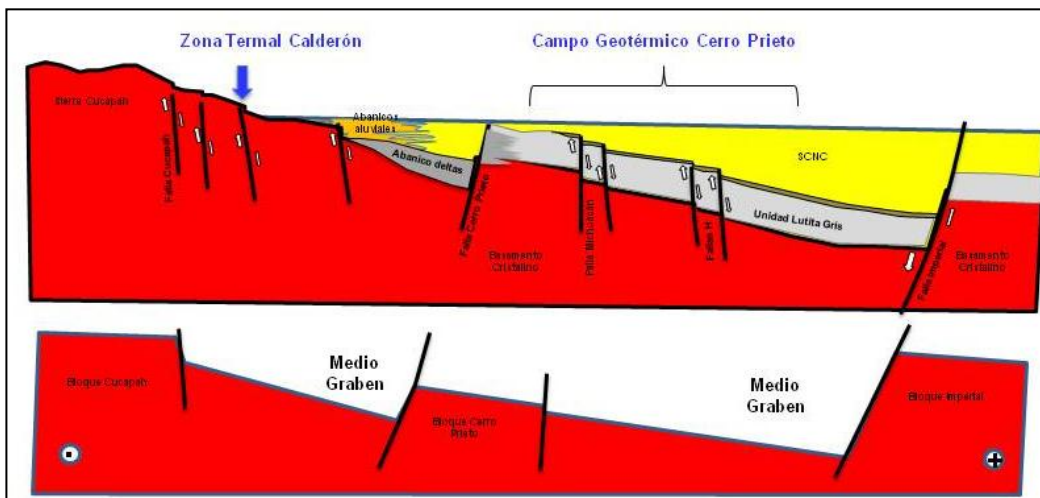 Zona Termal Calderón
Campo Geotérmico Cerro Prieto
Sierra Cucapah
Abanicos
aluviales
SCNC
Abanico deltas
Falla Cucapah
Unidad Lutita Gris
Falla Cerro Prieto
Falla Michoacán
Fallas H
Falla Imperial
Basamento
Cristalino
Basamento
Cristalino
Medio
Graben
Medio
Graben
Bloque Cucapah
Bloque Imperial
Bloque Cerro
Prieto